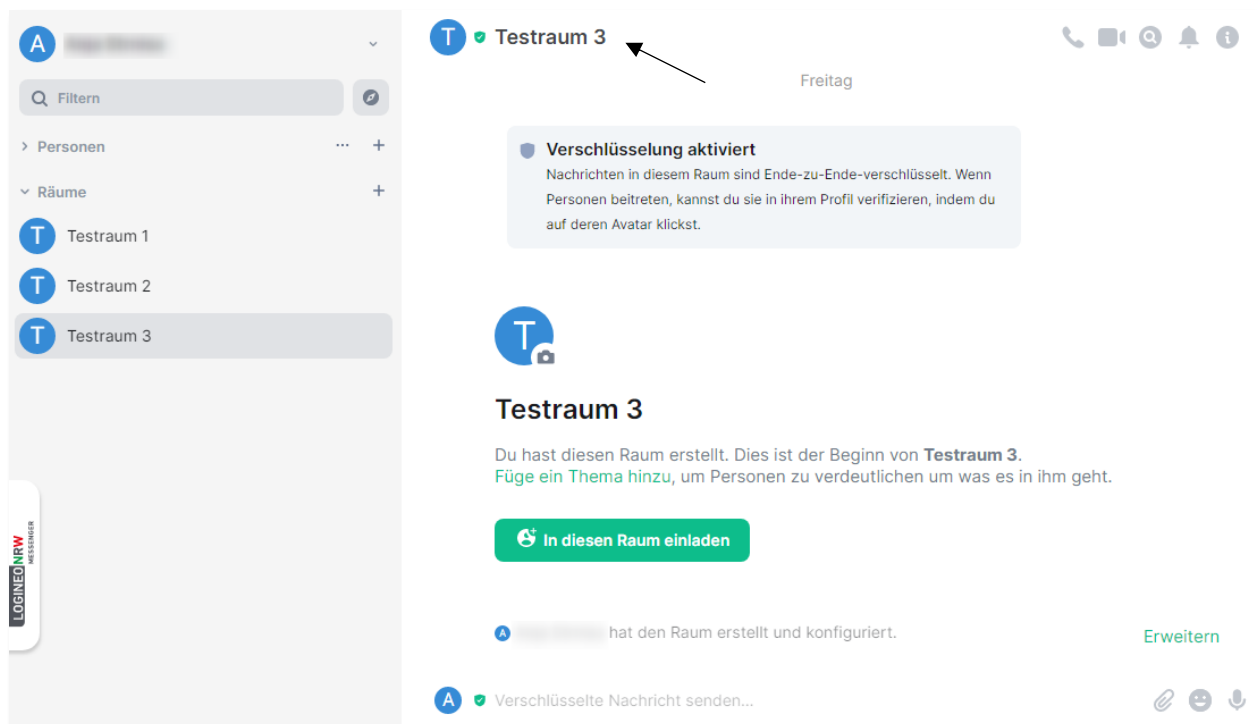 A
Filtern
Personen
Räume
T Testraum 1
T Testraum 2
T Testraum 3
LOGINEO NRW
MESSENGER
T Testraum 3
Freitag
Verschlüsselung aktiviert
Nachrichten in diesem Raum sind Ende-zu-Ende-verschlüsselt. Wenn
Personen beitreten, kannst du sie in ihrem Profil verifizieren, indem du
auf deren Avatar klickst.
T
Testraum 3
Du hast diesen Raum erstellt. Dies ist der Beginn von Testraum 3.
Füge ein Thema hinzu, um Personen zu verdeutlichen um was es in ihm geht.
In diesen Raum einladen
A hat den Raum erstellt und konfiguriert.
Erweitern
A Verschlüsselte Nachricht senden...